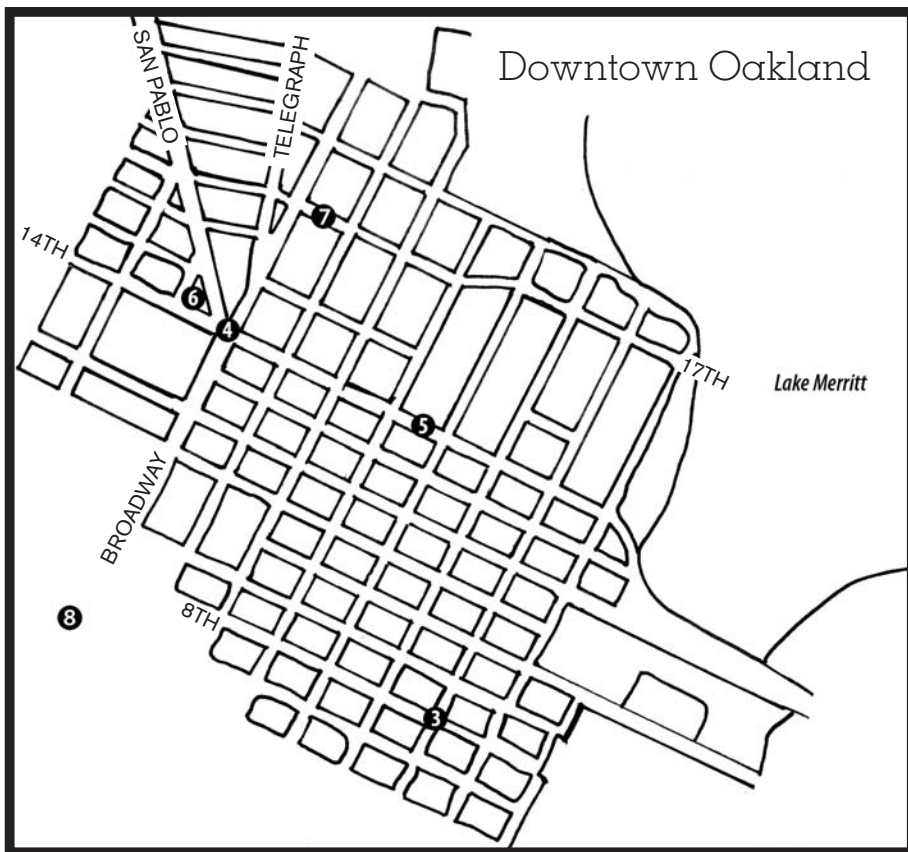 Downtown Oakland
SAN PABLO
TELEGRAPH
7
14TH
6
4
17TH
Lake Merritt
5
BROADWAY
8
8TH
3